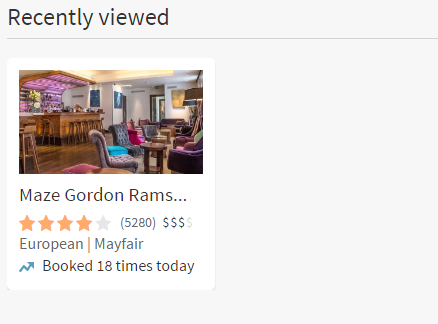 Recently viewed
Maze Gordon Rams...
(5280) $$$$
European | Mayfair
Booked 18 times today